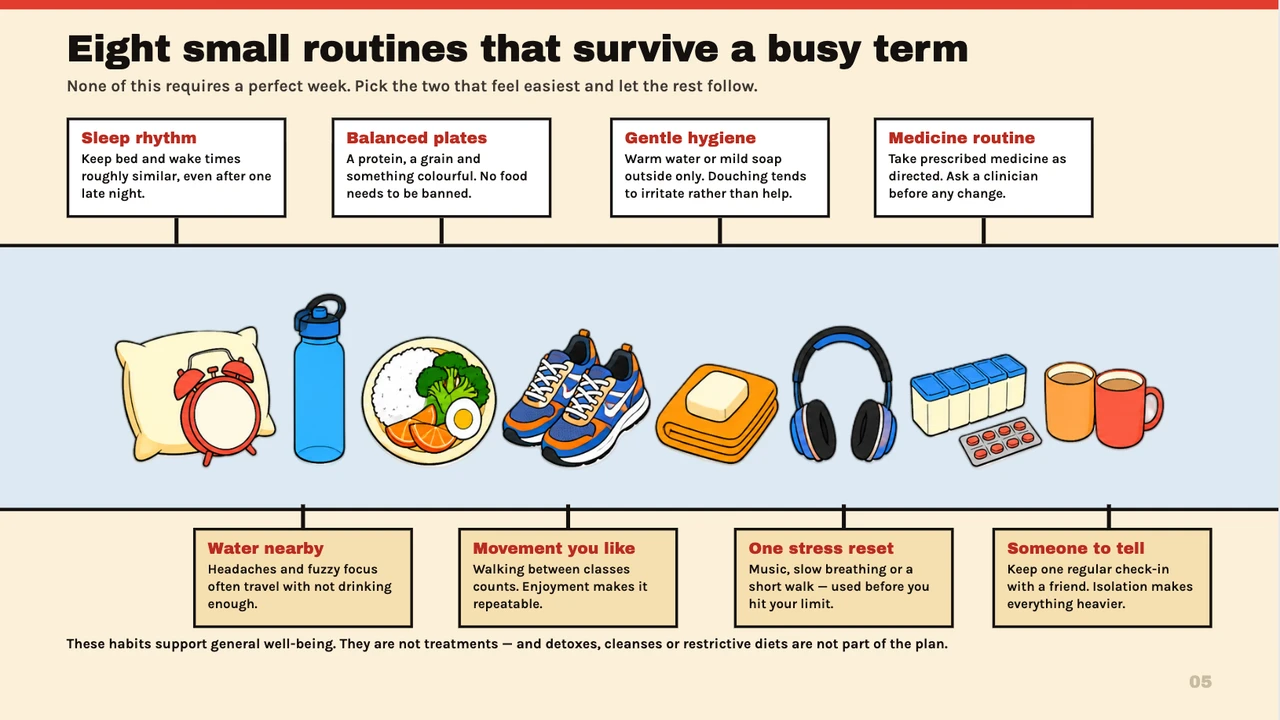 Eight small routines that survive a busy term
None of this requires a perfect week. Pick the two that feel easiest and let the rest follow.
Sleep rhythm
Keep bed and wake times
roughly similar, even after one
late night.
Balanced plates
A protein, a grain and
something colourful. No food
needs to be banned.
Gentle hygiene
Warm water or mild soap
outside only. Douching tends
to irritate rather than help.
Medicine routine
Take prescribed medicine as
directed. Ask a clinician
before any change.
Water nearby
Headaches and fuzzy focus
often travel with not drinking
enough.
Movement you like
Walking between classes
counts. Enjoyment makes it
repeatable.
One stress reset
Music, slow breathing or a
short walk — used before you
hit your limit.
Someone to tell
Keep one regular check-in
with a friend. Isolation makes
everything heavier.
These habits support general well-being. They are not treatments — and detoxes, cleanses or restrictive diets are not part of the plan.
05